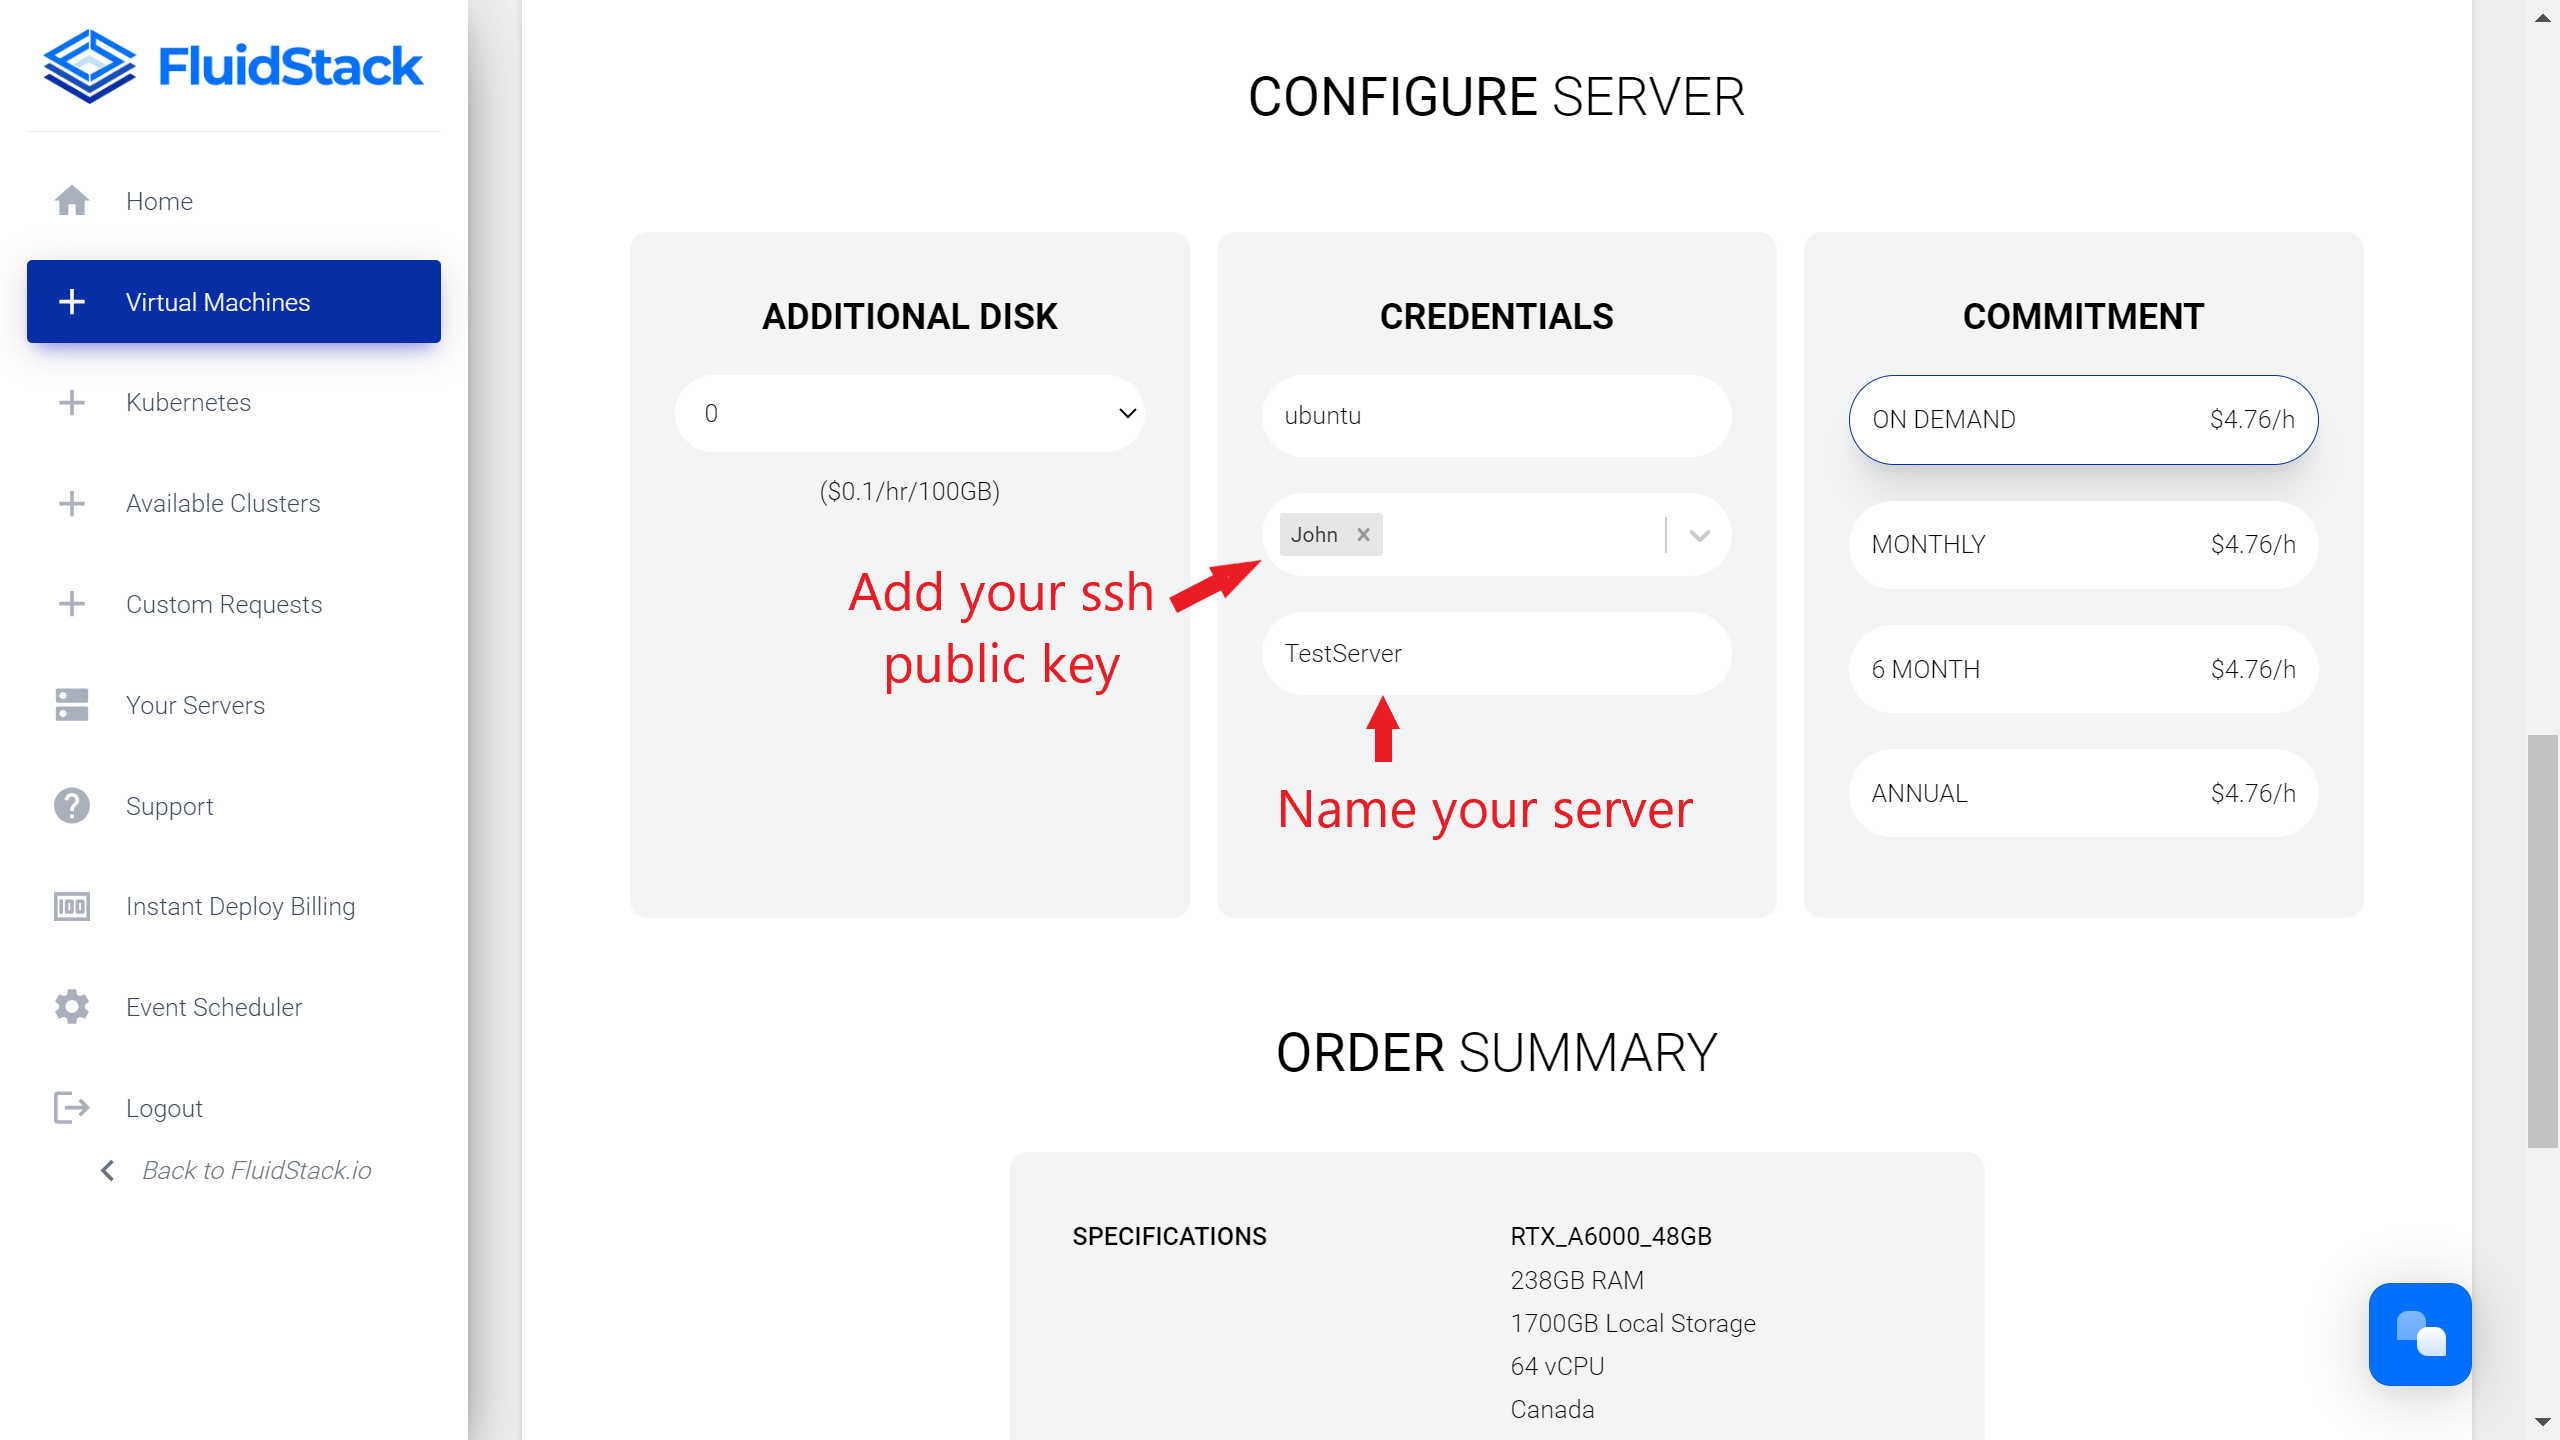 FluidStack
Home
Virtual Machines
Kubernetes
Available Clusters
Custom Requests
Your Servers
Support
100
Instant Deploy Billing
Event Scheduler
Logout
Back to FluidStack.io
CONFIGURE SERVER
ADDITIONAL DISK
0
($0.1/hr/100GB)
CREDENTIALS
ubuntu
John
Add your ssh
public key
TestServer
Name your server
COMMITMENT
ON DEMAND $4.76/h
MONTHLY $4.76/h
6 MONTH $4.76/h
ANNUAL $4.76/h
ORDER SUMMARY
SPECIFICATIONS RTX_A6000_48GB
238GB RAM
1700GB Local Storage
64 vCPU
Canada